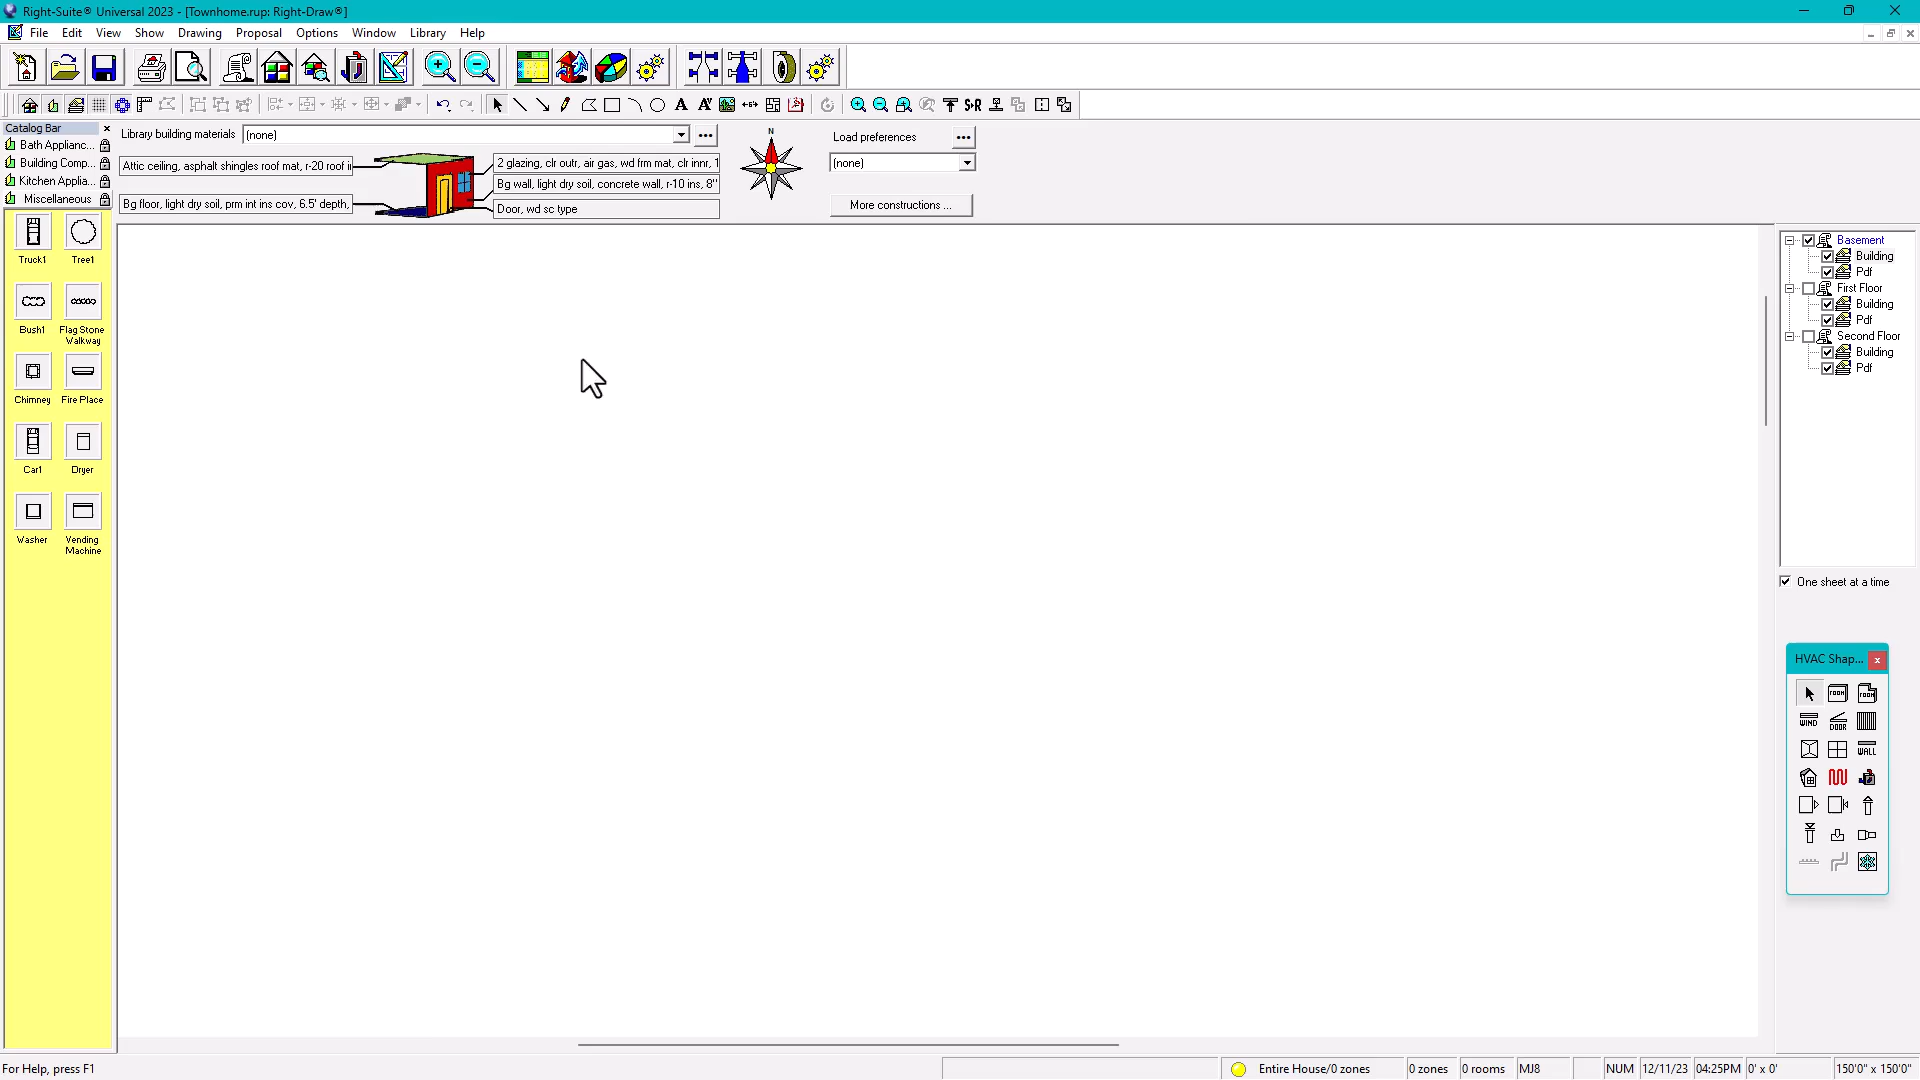 Right-Suite® Universal 2023 - [Townhome.rup: Right-Draw®]
File Edit View Show Drawing Proposal Options Window Library Help
S·R
Catalog Bar
Bath Applianc...
Building Comp...
Kitchen Applia...
Miscellaneous
Library building materials (none)
Attic ceiling, asphalt shingles roof mat, r-20 roof i
Bg floor, light dry soil, prm int ins cov, 6.5' depth,
2 glazing, clr outr, air gas, wd frm mat, clr innr, 1
Bg wall, light dry soil, concrete wall, r-10 ins, 8"
Door, wd sc type
N
Load preferences
(none)
More constructions ...
Truck1 Tree1
Bush1 Flag Stone Walkway
Chimney Fire Place
Car1 Dryer
Washer Vending Machine
Basement
Building
Pdf
First Floor
Building
Pdf
Second Floor
Building
Pdf
One sheet at a time
HVAC Shap...
ROOM ROOM
WIND DOOR
WALL
For Help, press F1
Entire House/0 zones 0 zones 0 rooms MJ8 NUM 12/11/23 04:25PM 0' x 0' 150'0" x 150'0"